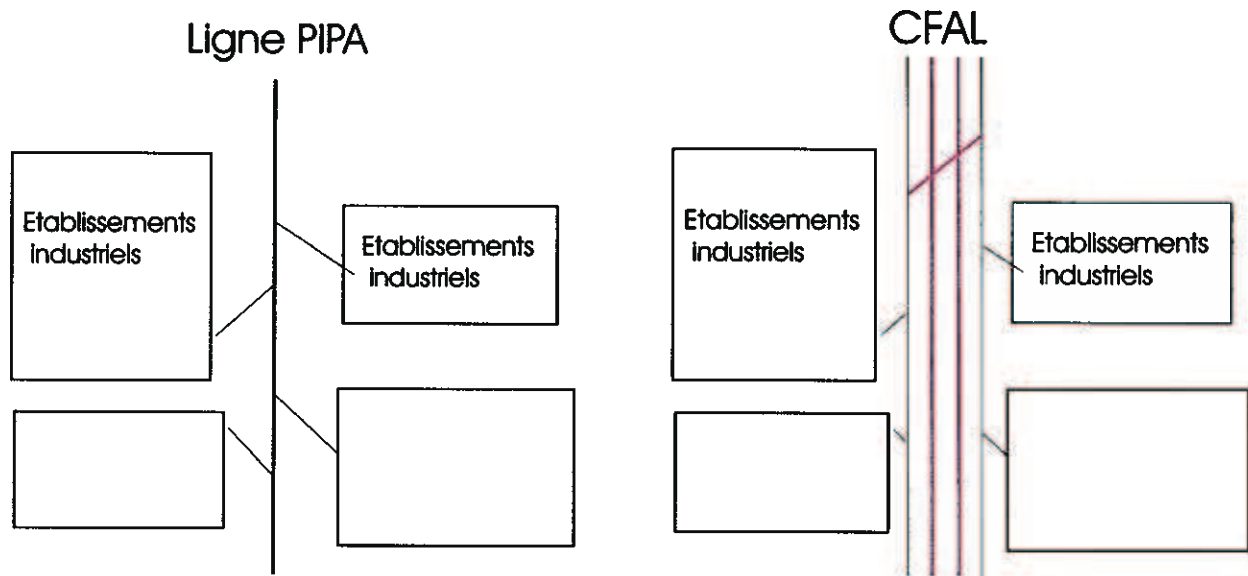 Ligne PIPA
CFAL
Etablissements
industriels
Etablissements
industriels
Etablissements
industriels
Etablissements
industriels